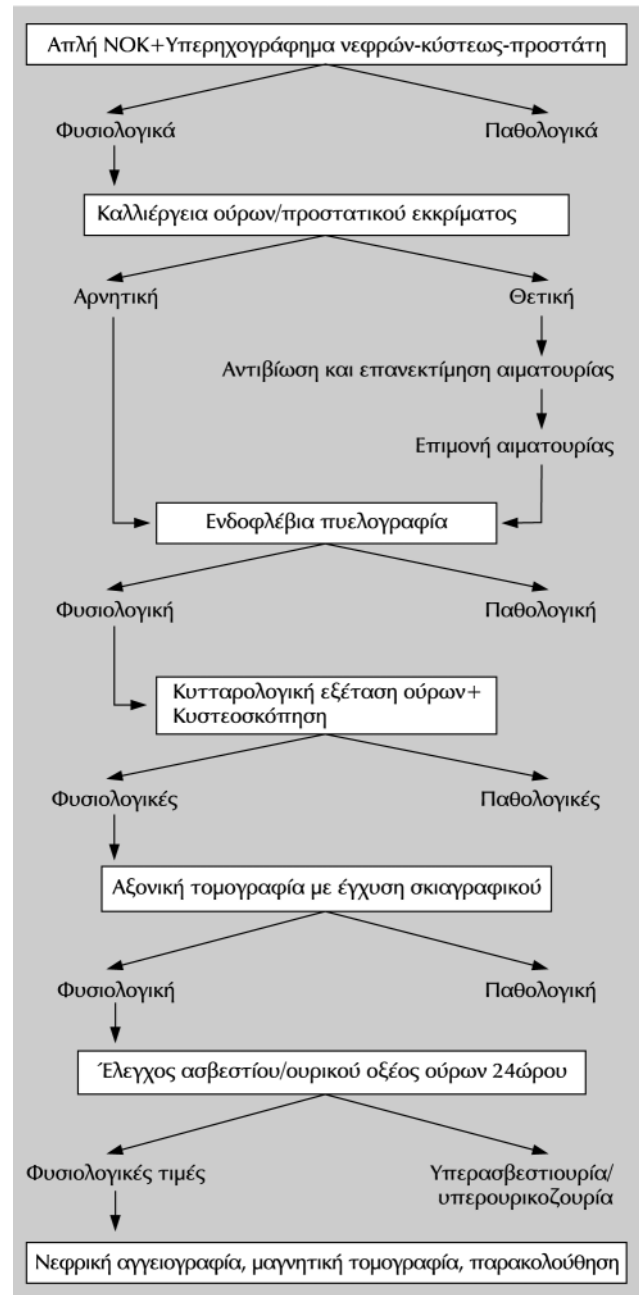 Απλή ΝΟΚ+Υπερηχογράφημα νεφρών-κύστεως-προστάτη
Φυσιολογικά
Παθολογικά
Καλλιέργεια ούρων/προστατικού εκκρίματος
Αρνητική
Θετική
Αντιβίωση και επανεκτίμηση αιματουρίας
Επιμονή αιματουρίας
Ενδοφλέβια πυελογραφία
Φυσιολογική
Παθολογική
Κυτταρολογική εξέταση ούρων+
Κυστεοσκόπηση
Φυσιολογικές
Παθολογικές
Αξονική τομογραφία με έγχυση σκιαγραφικού
Φυσιολογική
Παθολογική
Έλεγχος ασβεστίου/ουρικού οξέος ούρων 24ώρου
Φυσιολογικές τιμές
Υπερασβεστιουρία/
υπερουρικοζουρία
Νεφρική αγγειογραφία, μαγνητική τομογραφία, παρακολούθηση